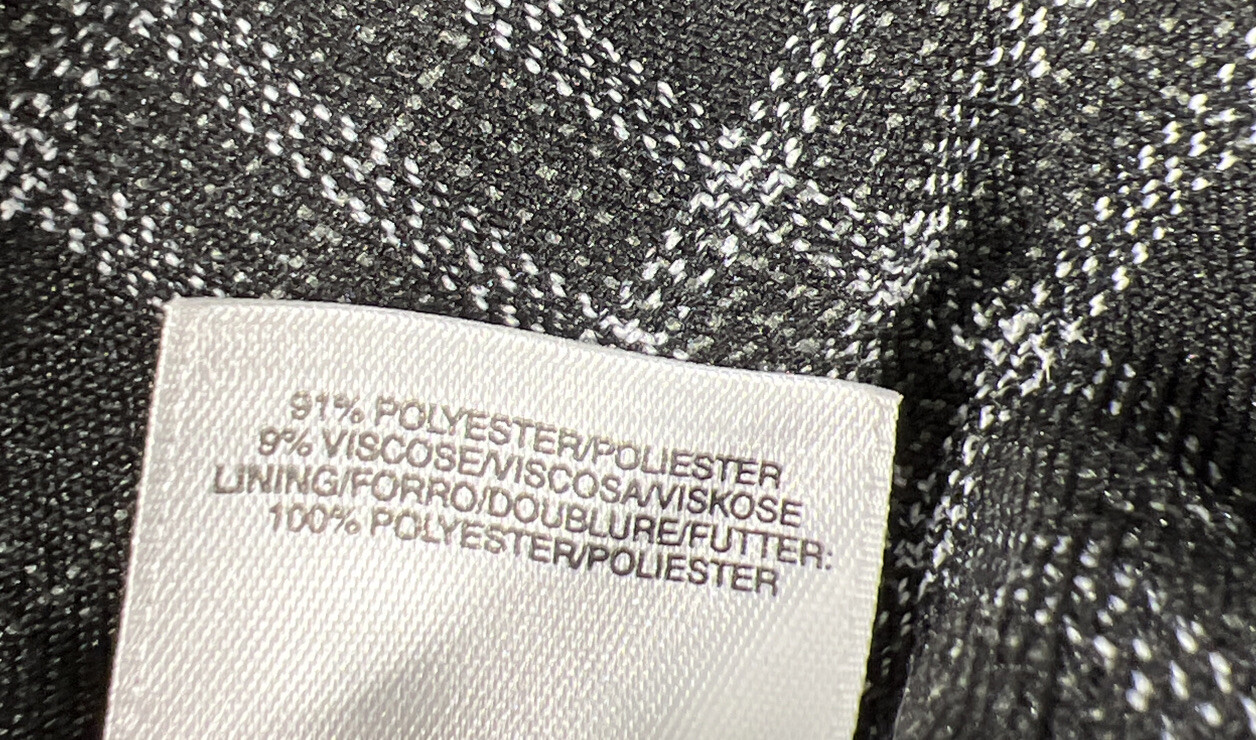 91% POLYESTER/POLIESTER
9% VISCOSE/VISCOSA/VISKOSE
LINING/FORRO/DOUBLURE/FUTTER:
100% POLYESTER/POLIESTER